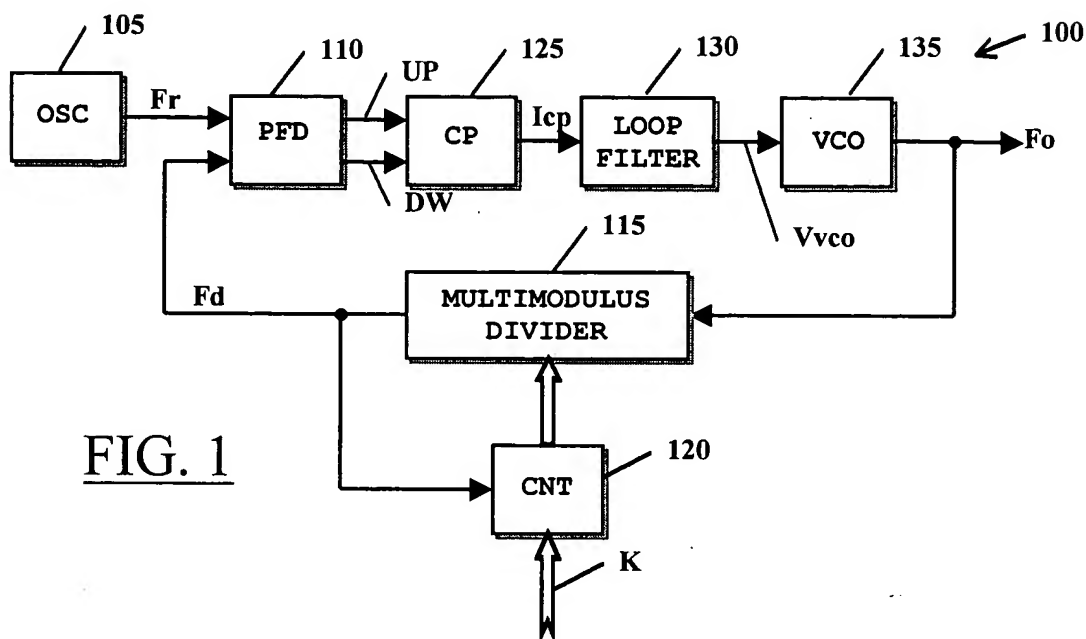 105
110
125
130
135
100
UP
OSC
Fr
PFD
CP
Icp
LOOP
FILTER
VCO
Fo
DW
Vvco
115
Fd
MULTIMODULUS
DIVIDER
FIG. 1
120
CNT
K